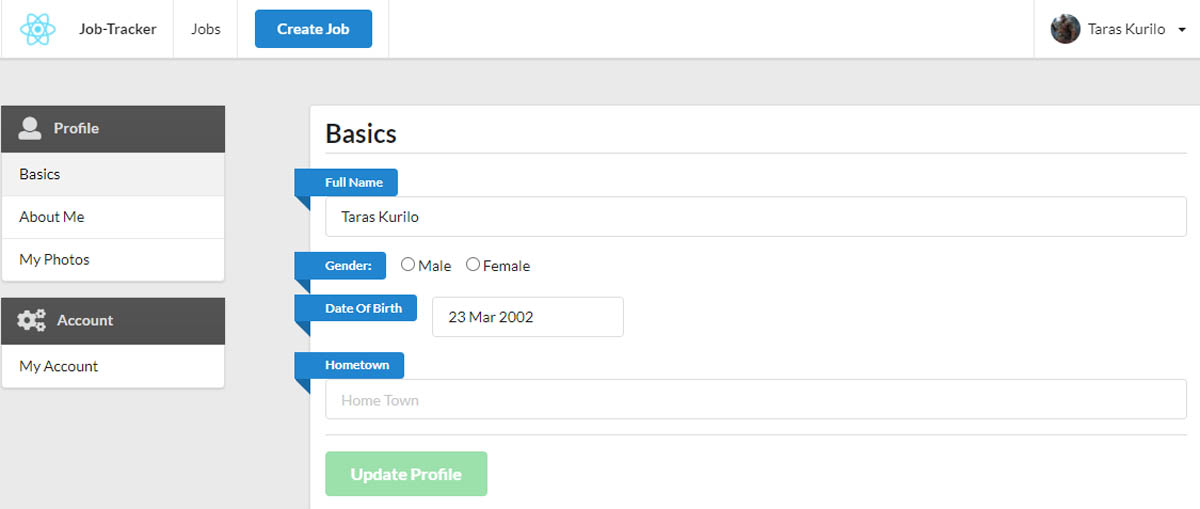 Job-Tracker Jobs Create Job Taras Kurilo
Profile
Basics
About Me
My Photos
Account
My Account
Basics
Full Name
Taras Kurilo
Gender: Male Female
Date Of Birth 23 Mar 2002
Hometown
Home Town
Update Profile